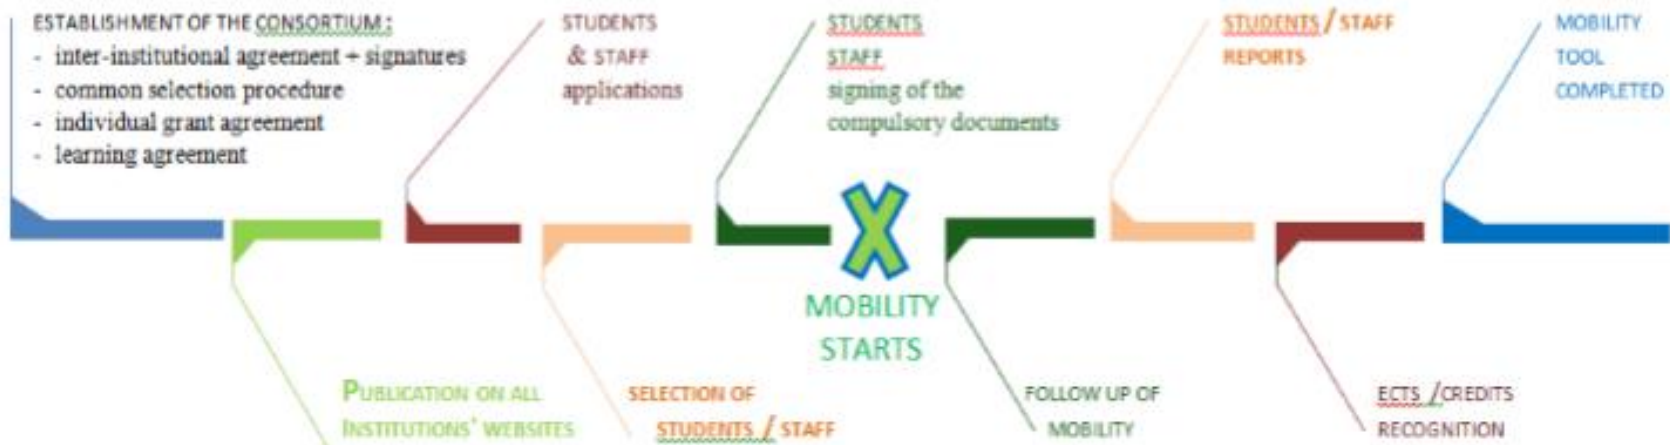 ESTABLISHMENT OF THE CONSORTIUM :
- inter-institutional agreement + signatures
- common selection procedure
- individual grant agreement
- learning agreement
STUDENTS
& STAFF
applications
STUDENTS
STAFF
signing of the
compulsory documents
STUDENTS / STAFF
REPORTS
MOBILITY
TOOL
COMPLETED
MOBILITY
STARTS
PUBLICATION ON ALL
INSTITUTIONS' WEBSITES
SELECTION OF
STUDENTS / STAFF
FOLLOW UP OF
MOBILITY
ECTS /CREDITS
RECOGNITION